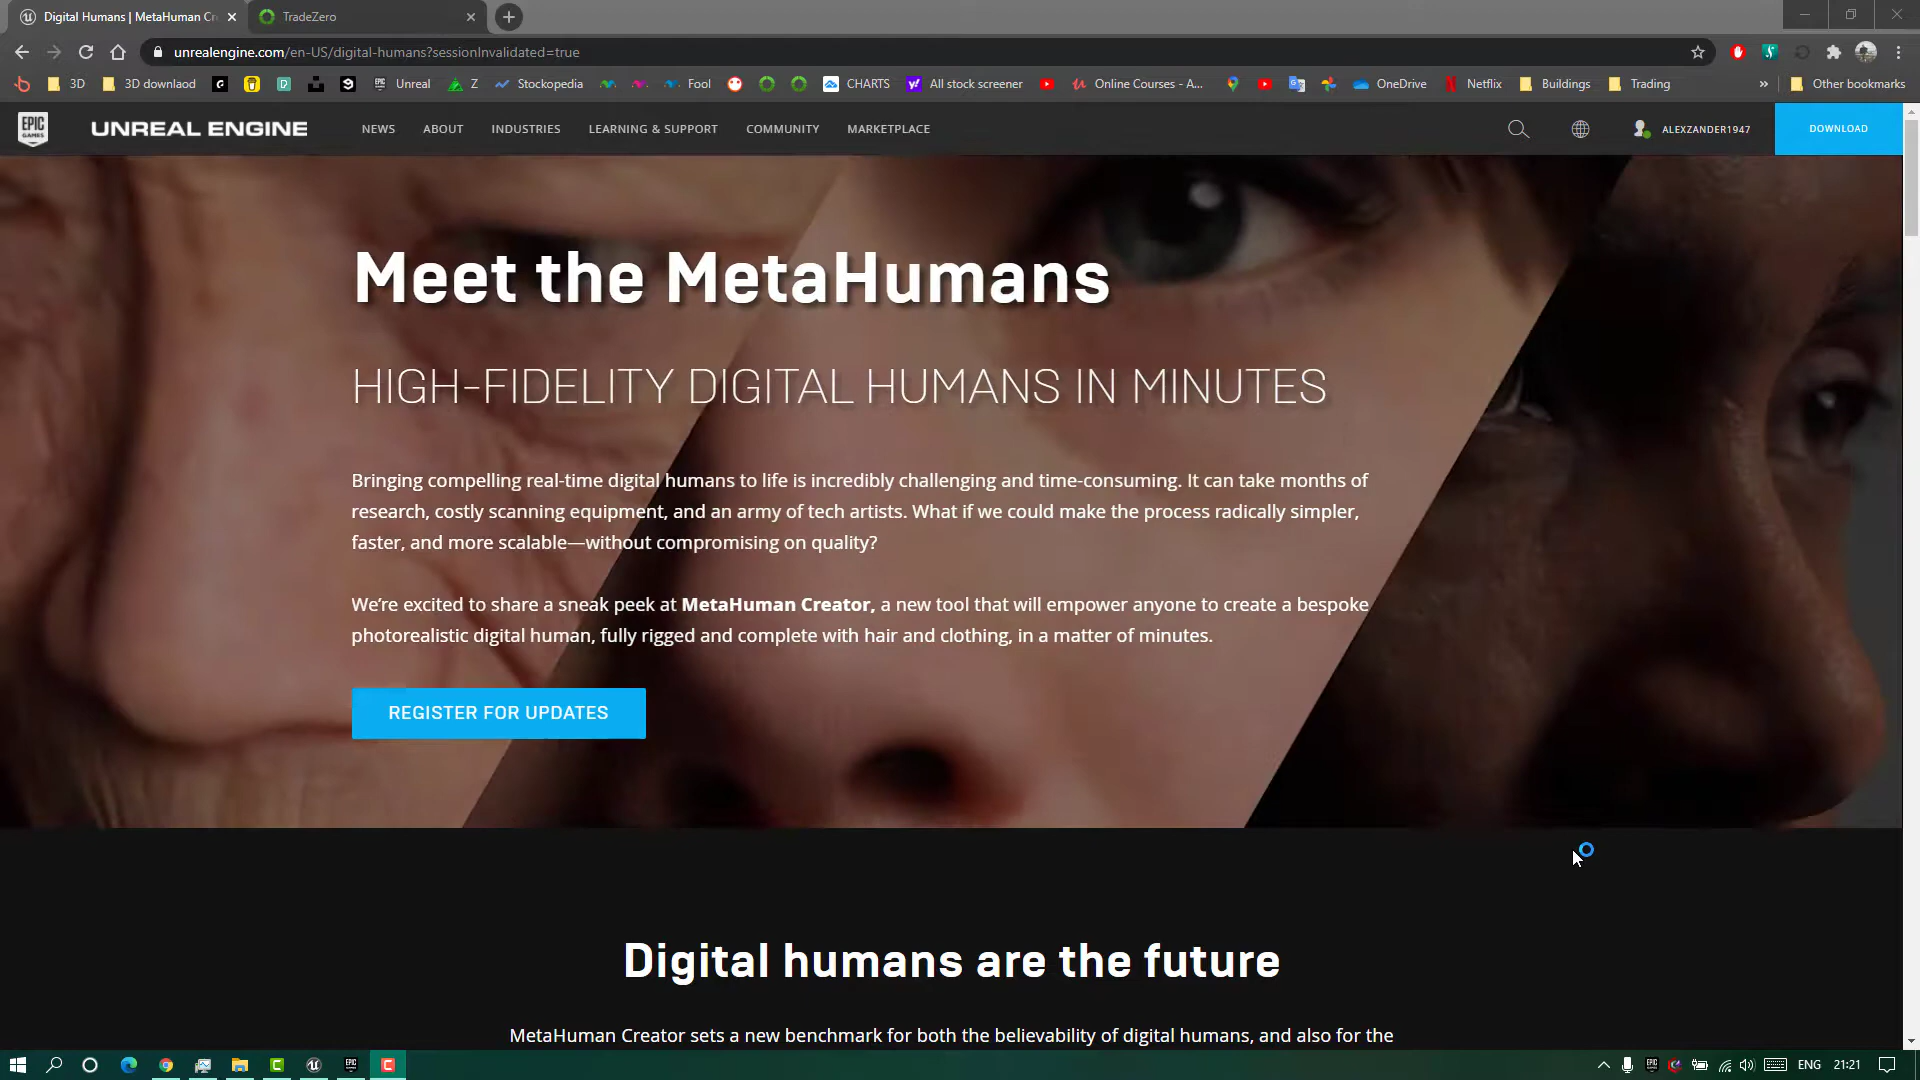 Digital Humans | MetaHuman Cr
TradeZero
unrealengine.com/en-US/digital-humans?sessionInvalidated=true
3D
3D downlaod
Unreal
Z
Stockopedia
Fool
CHARTS
All stock screener
Online Courses - A...
OneDrive
Netflix
Buildings
Trading
»
Other bookmarks
EPIC GAMES
UNREAL ENGINE
NEWS
ABOUT
INDUSTRIES
LEARNING & SUPPORT
COMMUNITY
MARKETPLACE
ALEXZANDER1947
DOWNLOAD
Meet the MetaHumans
HIGH-FIDELITY DIGITAL HUMANS IN MINUTES
Bringing compelling real-time digital humans to life is incredibly challenging and time-consuming. It can take months of
research, costly scanning equipment, and an army of tech artists. What if we could make the process radically simpler,
faster, and more scalable—without compromising on quality?
We’re excited to share a sneak peek at MetaHuman Creator, a new tool that will empower anyone to create a bespoke
photorealistic digital human, fully rigged and complete with hair and clothing, in a matter of minutes.
REGISTER FOR UPDATES
Digital humans are the future
MetaHuman Creator sets a new benchmark for both the believability of digital humans, and also for the
ENG
21:21